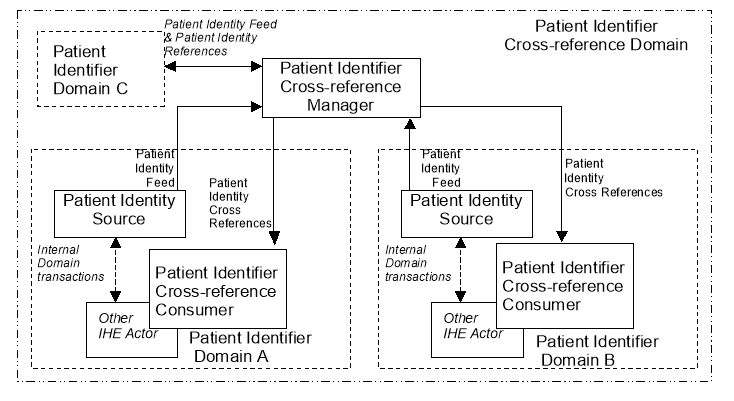 Patient Identity Feed
& Patient Identity
References
Patient Identifier
Cross-reference Domain
Patient
Identifier
Domain C
Patient Identifier
Cross-reference
Manager
Patient
Identity
Feed
Patient
Identity
Cross
References
Patient
Identity
Feed
Patient
Identity
Cross References
Patient Identity
Source
Internal
Domain
transactions
Patient Identifier
Cross-reference
Consumer
Other
IHE Actor
Patient Identifier
Domain A
Patient Identity
Source
Internal
Domain
transactions
Patient Identifier
Cross-reference
Consumer
Other
IHE Actor
Patient Identifier
Domain B